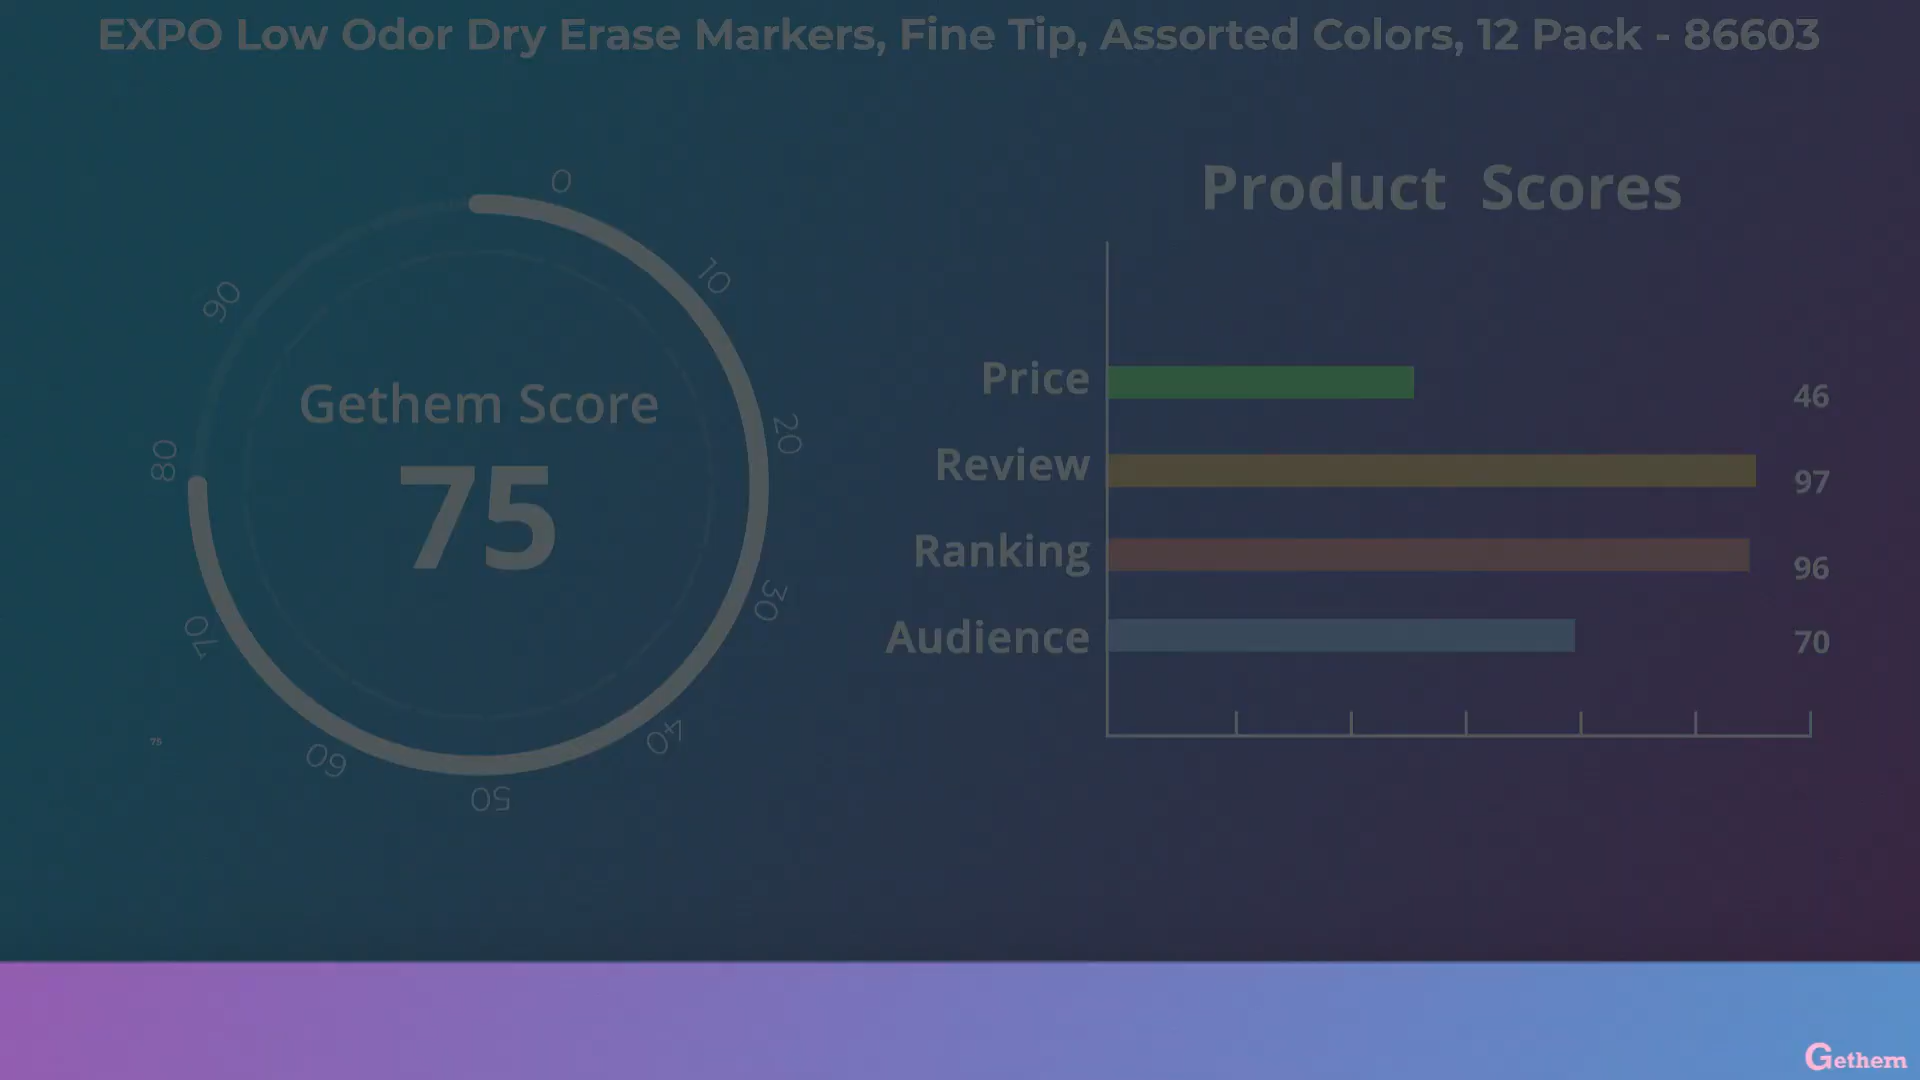 EXPO Low Odor Dry Erase Markers, Fine Tip, Assorted Colors, 12 Pack - 86603
Gethem Score
75
0
10
20
30
40
50
60
70
80
90
75
Product Scores
Price 46
Review 97
Ranking 96
Audience 70
Gethem